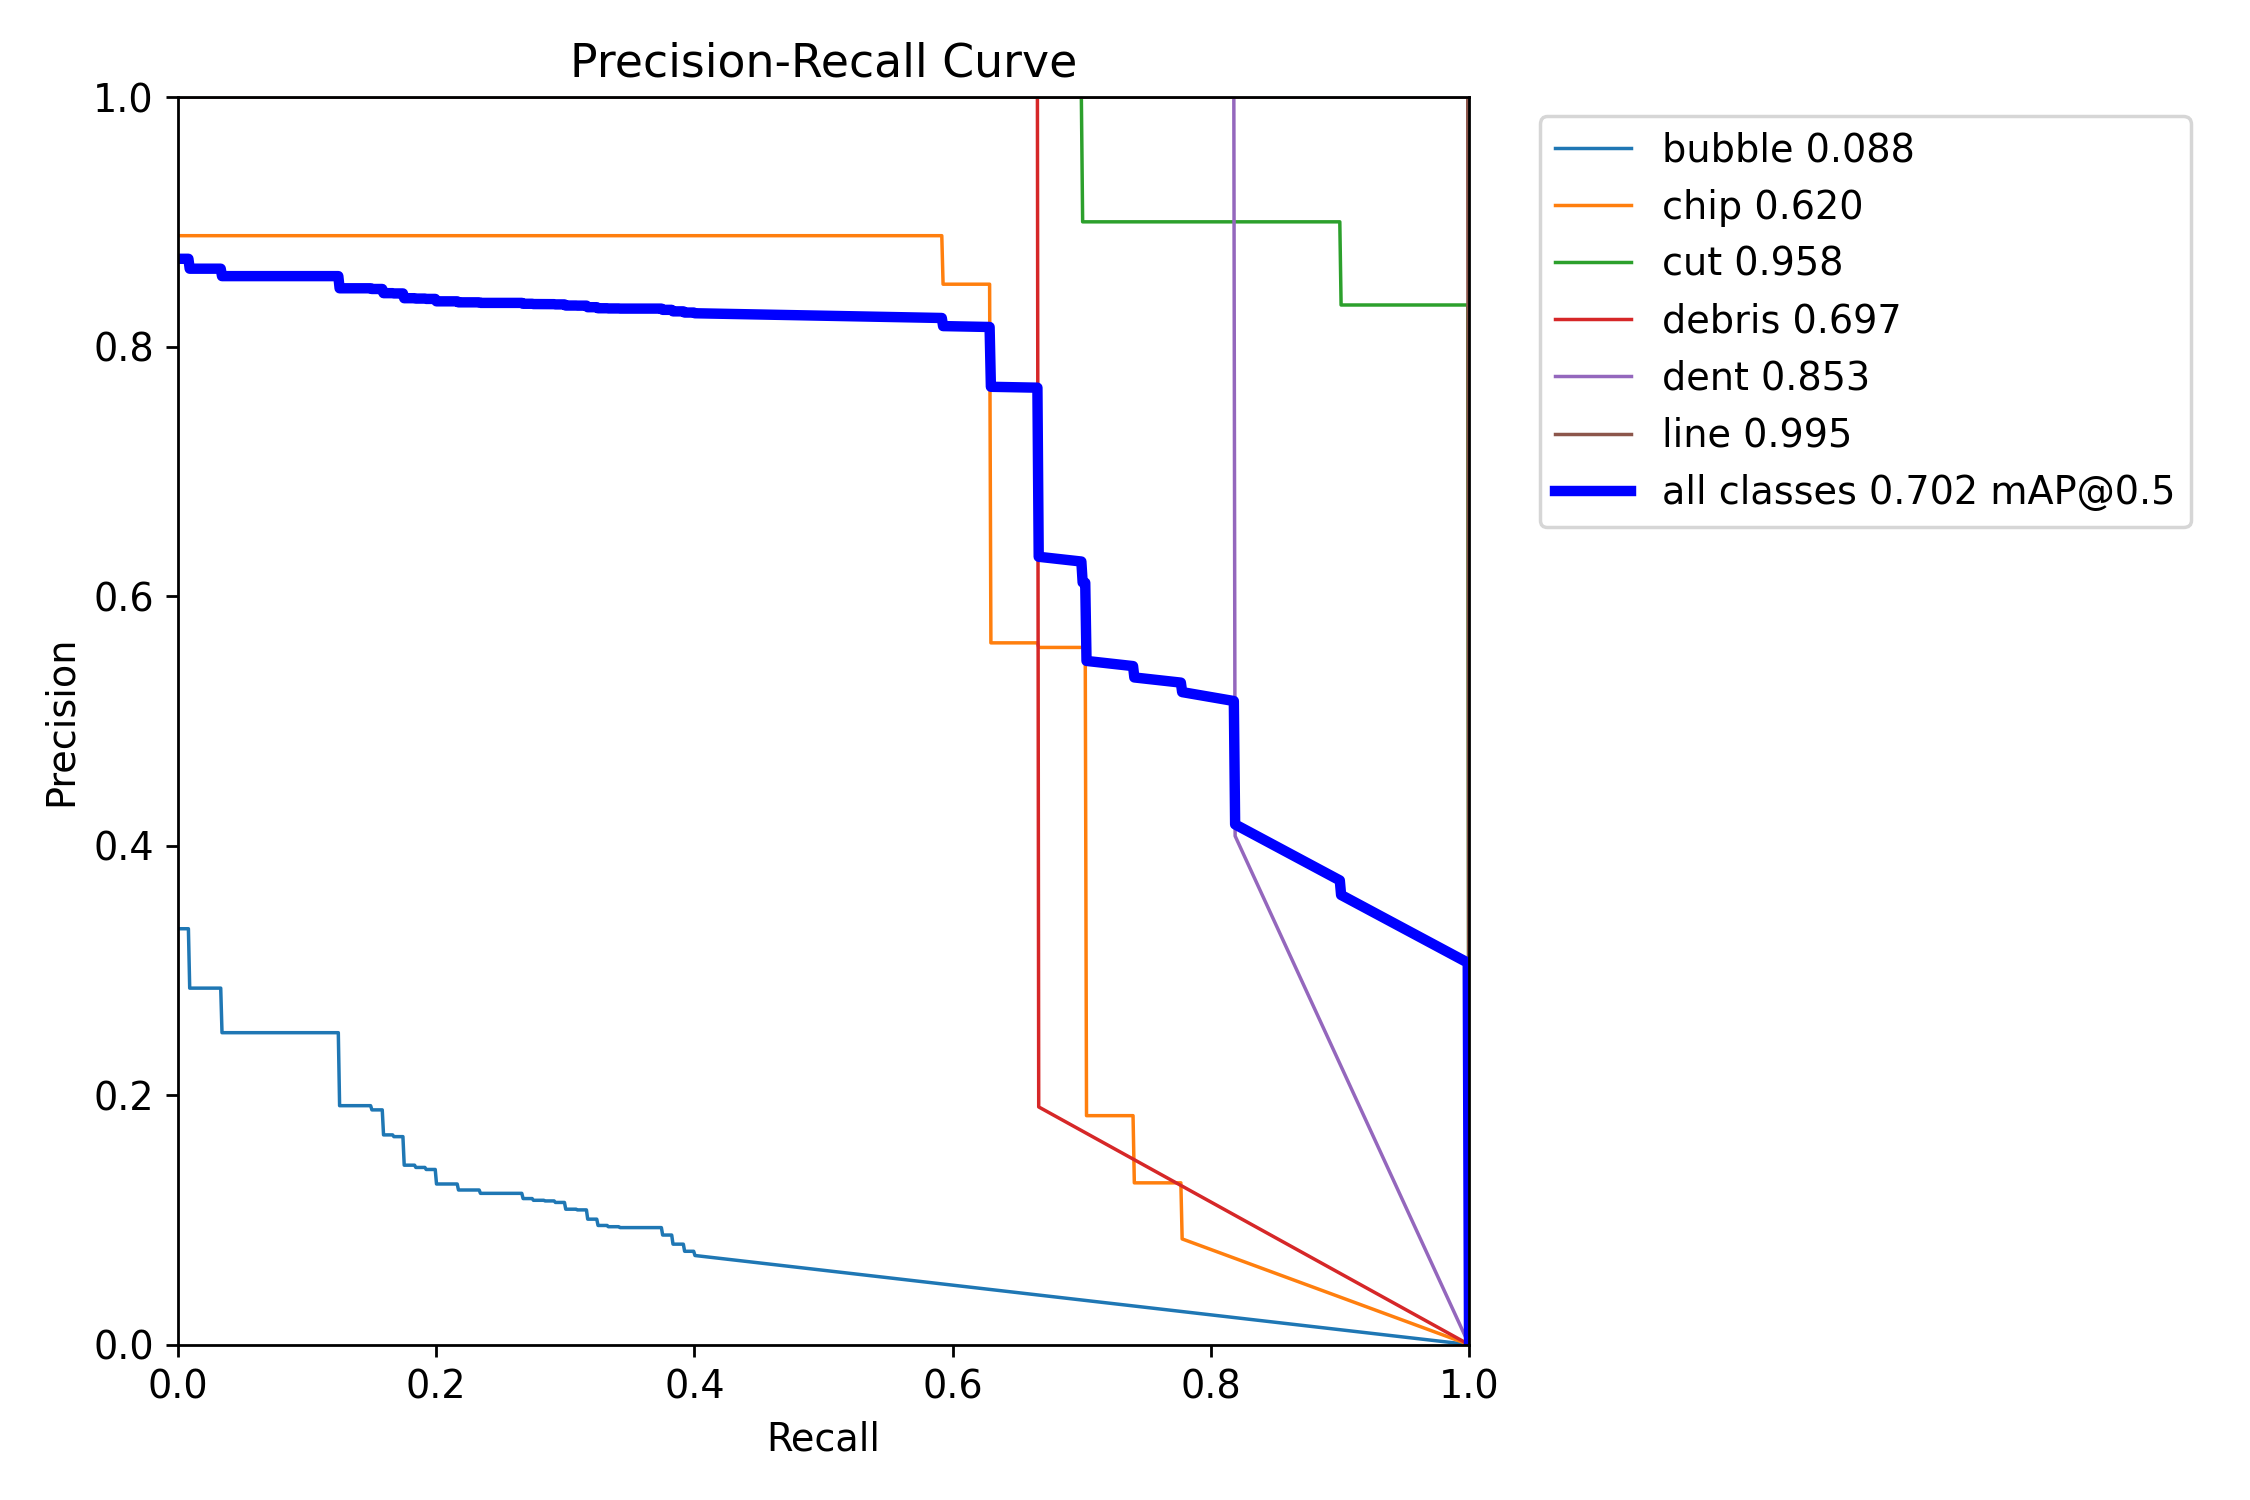 Precision-Recall Curve
1.0
0.8
0.6
0.4
0.2
0.0
Precision
0.0 0.2 0.4 0.6 0.8 1.0
Recall
bubble 0.088
chip 0.620
cut 0.958
debris 0.697
dent 0.853
line 0.995
all classes 0.702 mAP@0.5